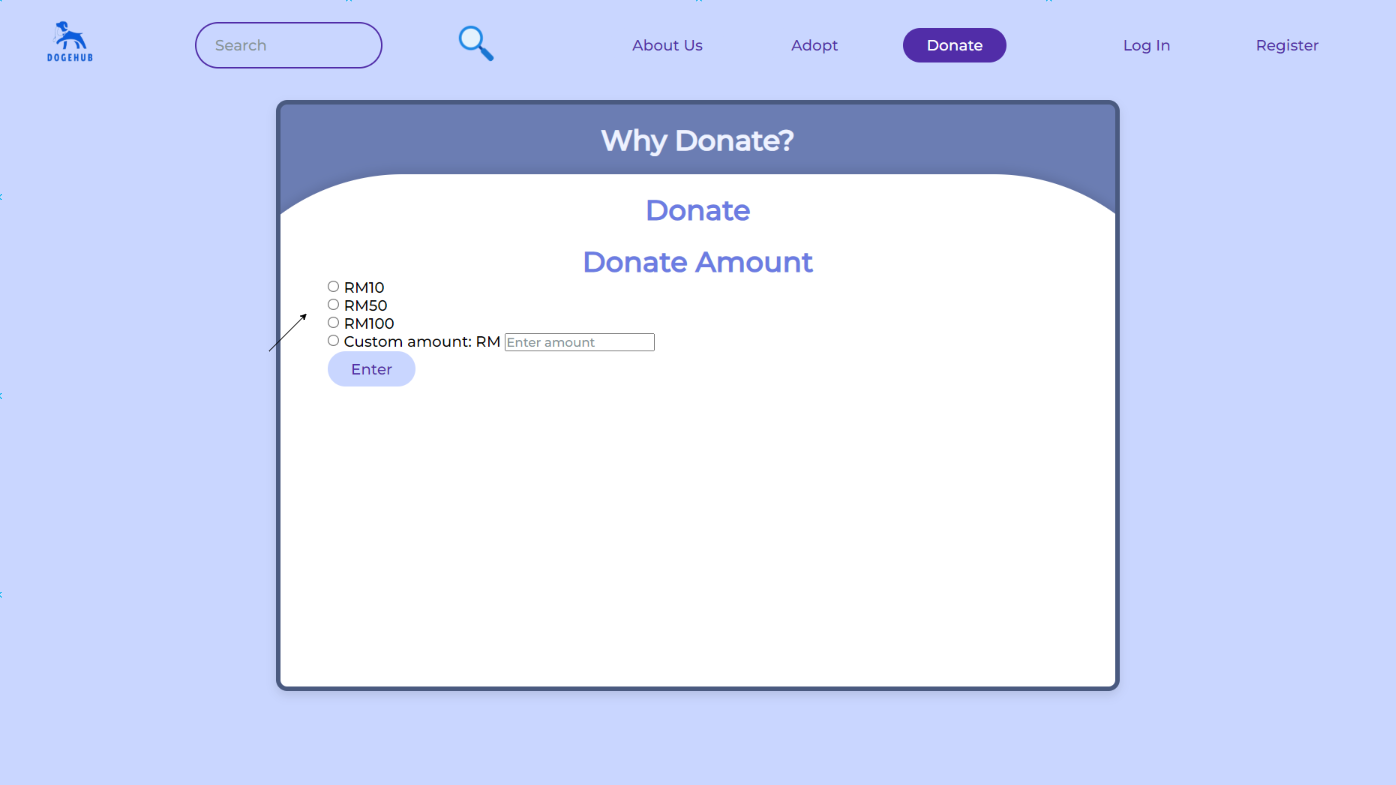 DOGEHUB
Search
About Us
Adopt
Donate
Log In
Register
Why Donate?
Donate
Donate Amount
RM10
RM50
RM100
Custom amount: RM Enter amount
Enter